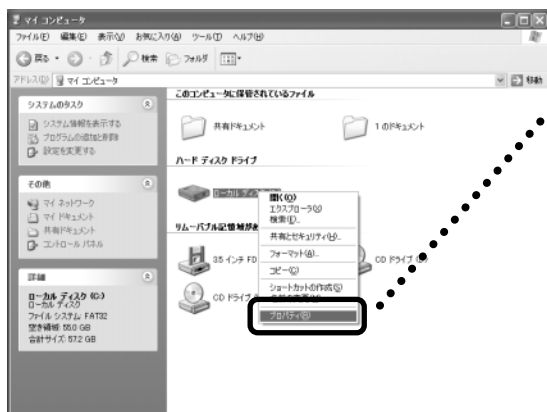 マイ コンピュータ
ファイル(F) 編集(E) 表示(V) お気に入り(A) ツール(T) ヘルプ(H)
戻る 検索 フォルダ
アドレス(D) マイ コンピュータ 移動
システムのタスク
システム情報を表示する
プログラムの追加と削除
設定を変更する
その他
マイ ネットワーク
マイ ドキュメント
共有ドキュメント
コントロール パネル
詳細
ローカル ディスク (C:)
ローカル ディスク
ファイル システム: FAT32
空き領域: 55.0 GB
合計サイズ: 57.2 GB
このコンピュータに保管されているファイル
共有ドキュメント
1 のドキュメント
ハード ディスク ドライブ
ローカル ディス
リムーバブル記憶域があ
3.5 インチ FD
CD ドライブ
CD ドライブ
開く(O)
エクスプローラ(X)
検索(E)...
共有とセキュリティ(H)...
フォーマット(A)...
コピー(C)
ショートカットの作成(S)
名前の変更(M)
プロパティ(R)